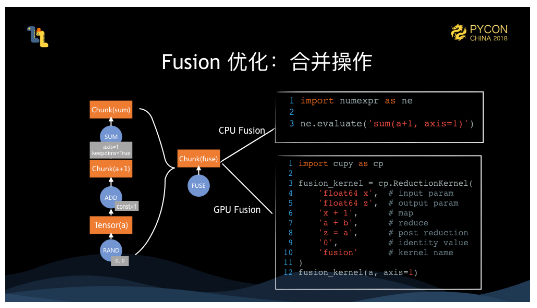 PYCON
CHINA 2018
Fusion 优化：合并操作
Chunk(sum)
SUM
axis=1
keepdims=True
Chunk(a+1)
ADD
const=1
Tensor(a)
RAND
Chunk(fuse)
FUSE
CPU Fusion
GPU Fusion
1 import numexpr as ne
2
3 ne.evaluate('sum(a+1, axis=1)')
1 import cupy as cp
2
3 fusion_kernel = cp.ReductionKernel(
4 'float64 x', # input param
5 'float64 z', # output param
6 'x + 1', # map
7 'a + b', # reduce
8 'z = a', # post reduction
9 '0', # identity value
10 'fusion' # kernel name
11 )
12 fusion_kernel(a, axis=1)